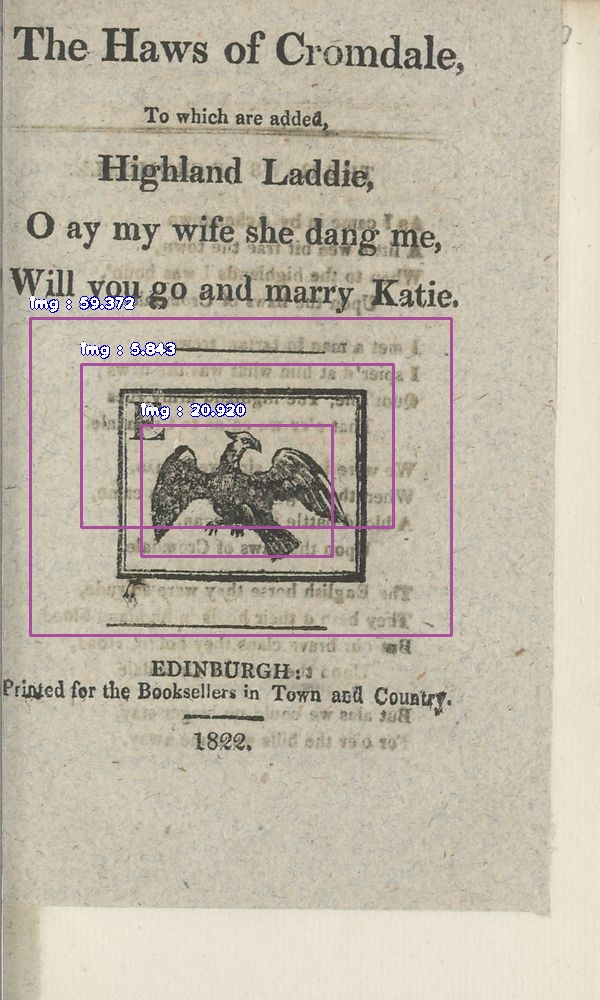 The Haws of Cromdale,
To which are added,
Highland Laddie,
O ay my wife she dang me,
Will you go and marry Katie.
img : 59.372
img : 5.843
img : 20.920
E
EDINBURGH:
Printed for the Booksellers in Town and Country.
1822.